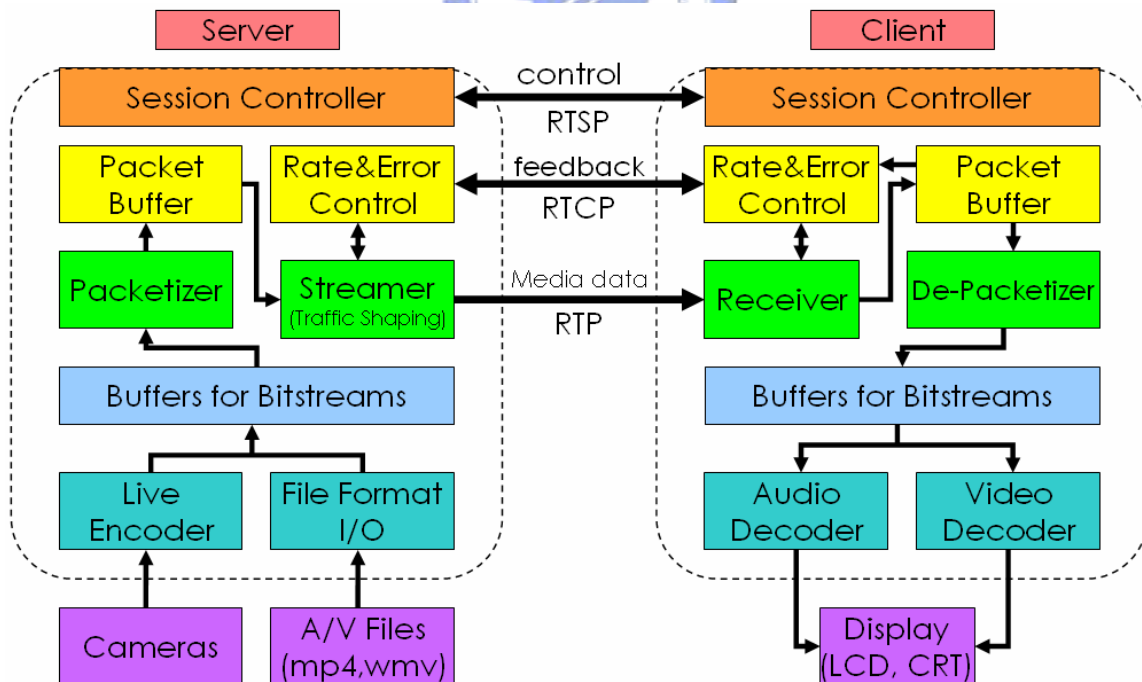 Server
Client
Session Controller
control
RTSP
Session Controller
Packet
Buffer
Rate&Error
Control
feedback
RTCP
Rate&Error
Control
Packet
Buffer
Packetizer
Streamer
(Traffic Shaping)
Media data
RTP
Receiver
De-Packetizer
Buffers for Bitstreams
Buffers for Bitstreams
Live
Encoder
File Format
I/O
Audio
Decoder
Video
Decoder
Cameras
A/V Files
(mp4,wmv)
Display
(LCD, CRT)